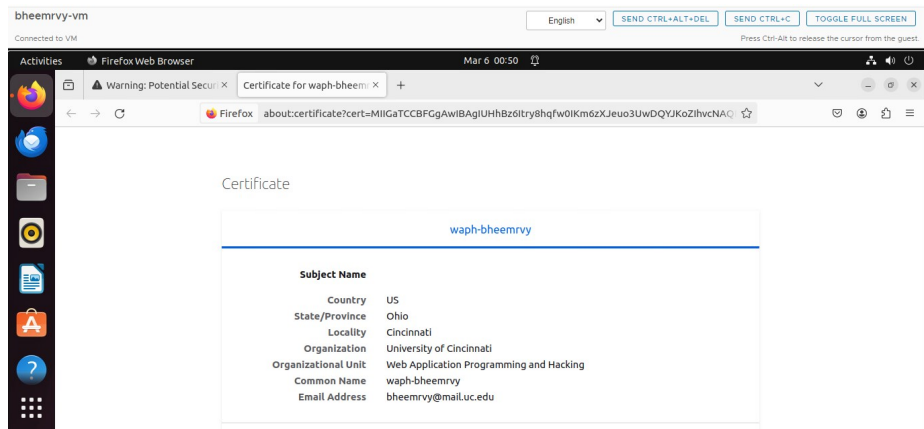 bheemrvy-vm
English
SEND CTRL+ALT+DEL
SEND CTRL+C
TOGGLE FULL SCREEN
Connected to VM
Press Ctrl-Alt to release the cursor from the guest.
Activities
Firefox Web Browser
Mar 6 00:50
Warning: Potential Securi
Certificate for waph-bheemr
Firefox
about:certificate?cert=MIIGaTCCBFGgAwIBAgIUHhBz6Itry8hqfw0IKm6zXJeuo3UwDQYJKoZIhvcNAQ
Certificate
waph-bheemrvy
Subject Name
Country US
State/Province Ohio
Locality Cincinnati
Organization University of Cincinnati
Organizational Unit Web Application Programming and Hacking
Common Name waph-bheemrvy
Email Address bheemrvy@mail.uc.edu